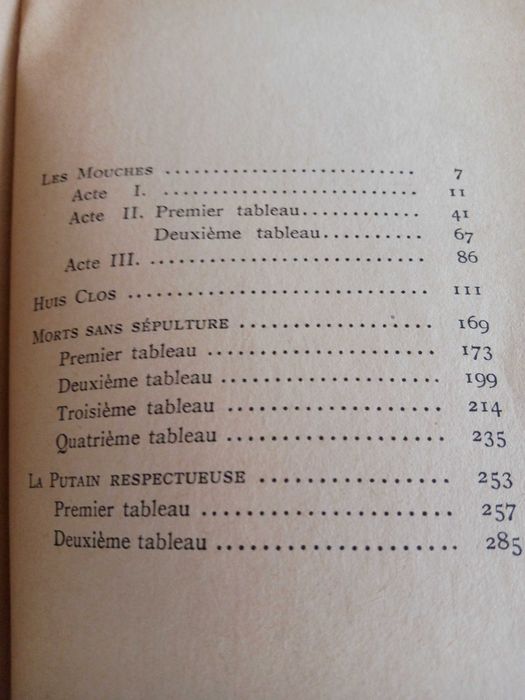 Les Mouches ........................... 7
Acte I. ........................... 11
Acte II. Premier tableau............ 41
Deuxième tableau.......... 67
Acte III. ........................... 86
Huis Clos ........................... 111
Morts sans sépulture .................. 169
Premier tableau ..................... 173
Deuxième tableau ................... 199
Troisième tableau .................. 214
Quatrième tableau .................. 235
La Putain respectueuse ................ 253
Premier tableau ..................... 257
Deuxième tableau ................... 285